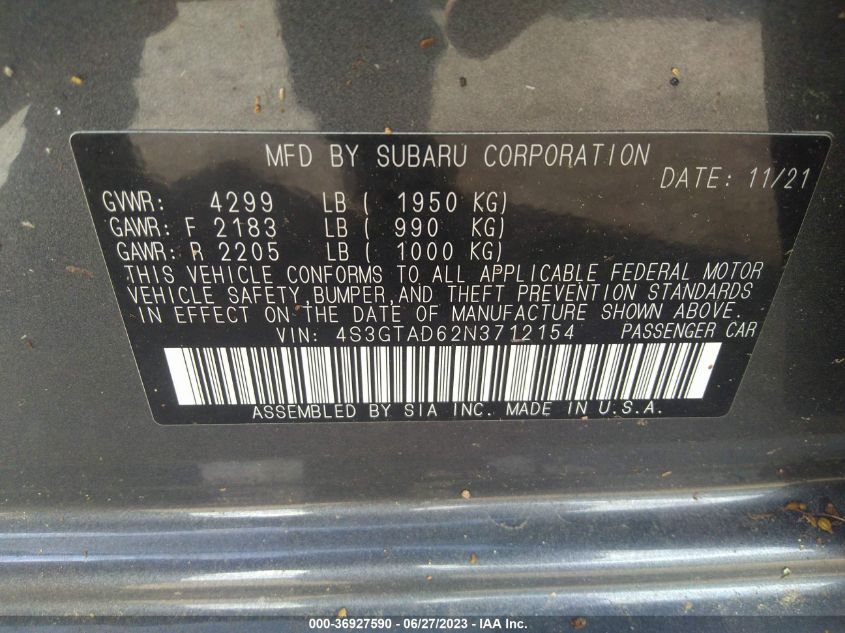 MFD BY SUBARU CORPORATION
DATE: 11/21
GVWR: 4299 LB ( 1950 KG)
GAWR: F 2183 LB ( 990 KG)
GAWR: R 2205 LB ( 1000 KG)
THIS VEHICLE CONFORMS TO ALL APPLICABLE FEDERAL MOTOR
VEHICLE SAFETY,BUMPER,AND THEFT PREVENTION STANDARDS
IN EFFECT ON THE DATE OF MANUFACTURE SHOWN ABOVE.
VIN: 4S3GTAD62N3712154 PASSENGER CAR
ASSEMBLED BY SIA INC. MADE IN U.S.A.
000-36927590 - 06/27/2023 - IAA Inc.